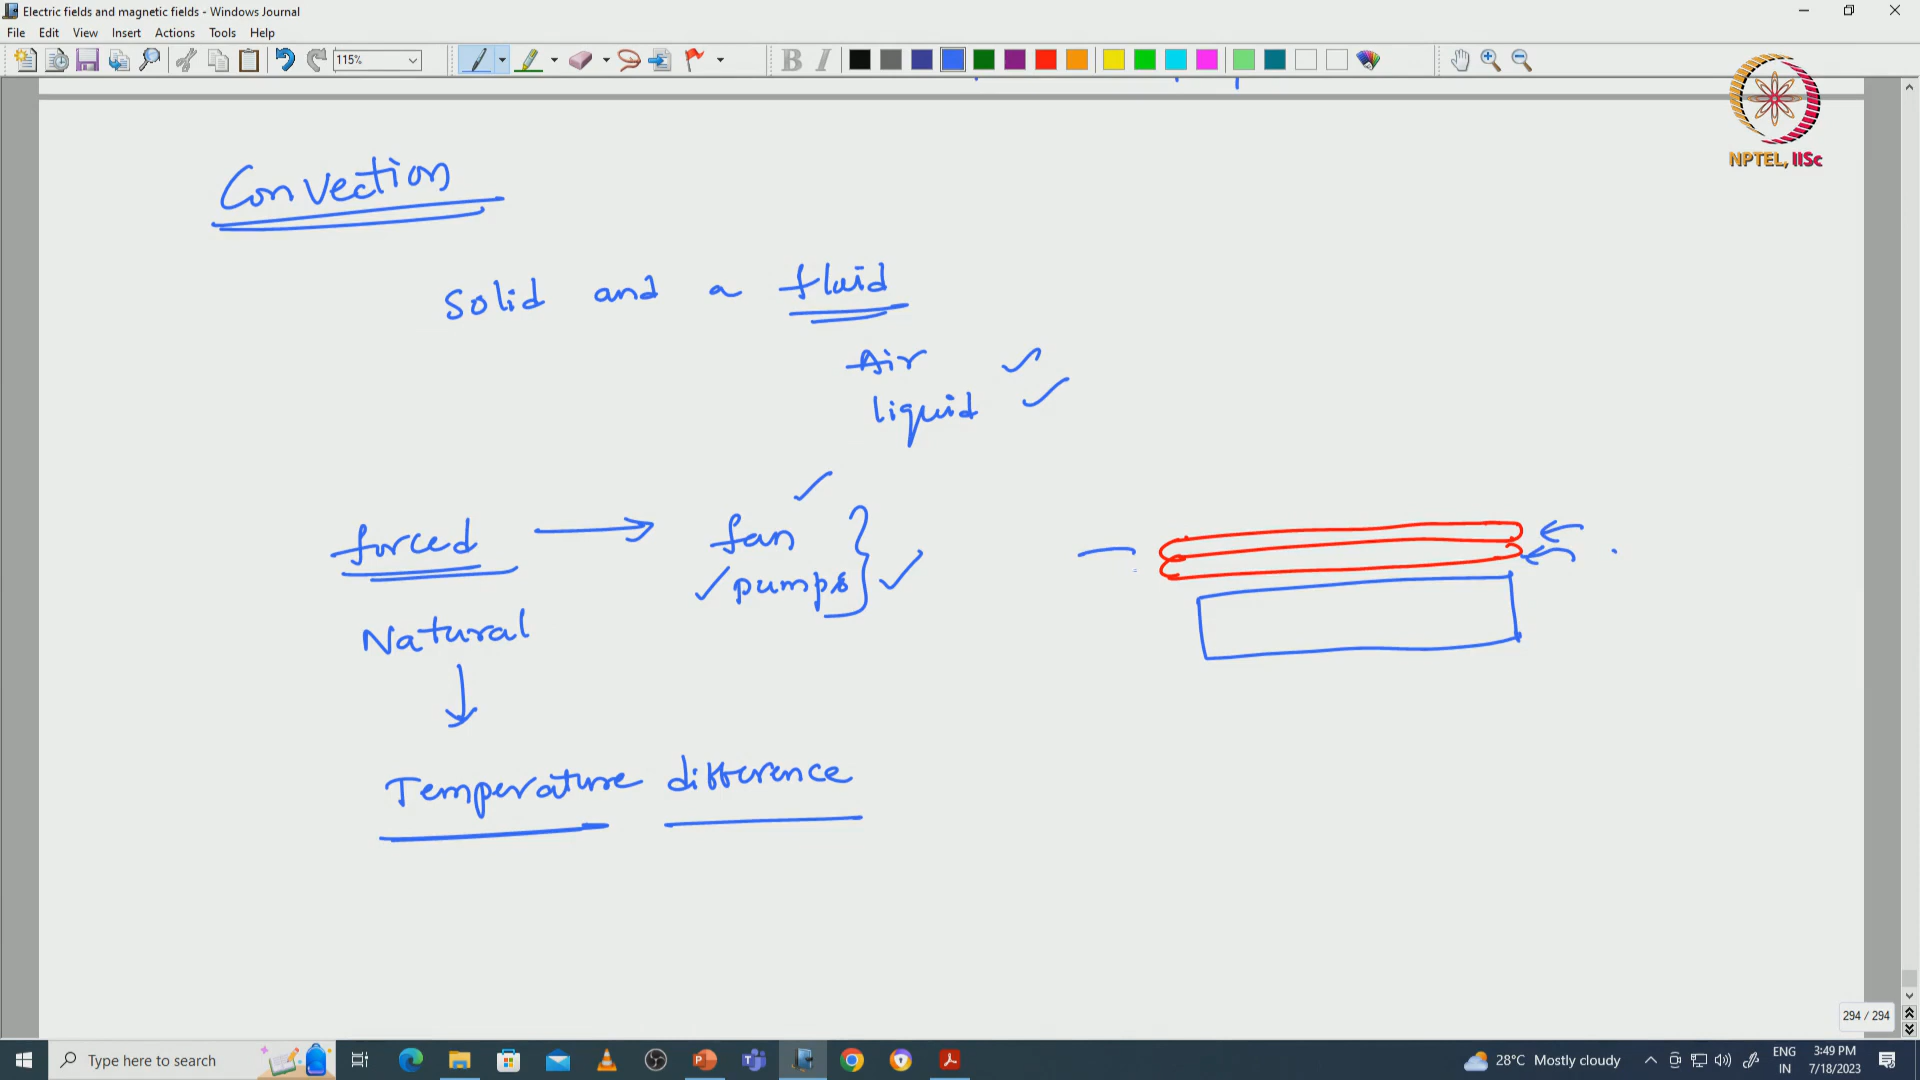 Electric fields and magnetic fields - Windows Journal
File Edit View Insert Actions Tools Help
115%
NPTEL, IISc
Convection
Solid and a fluid
Air
liquid
forced → fan
pumps
Natural
Temperature difference
294 / 294
Type here to search
28°C Mostly cloudy
ENG
IN
3:49 PM
7/18/2023